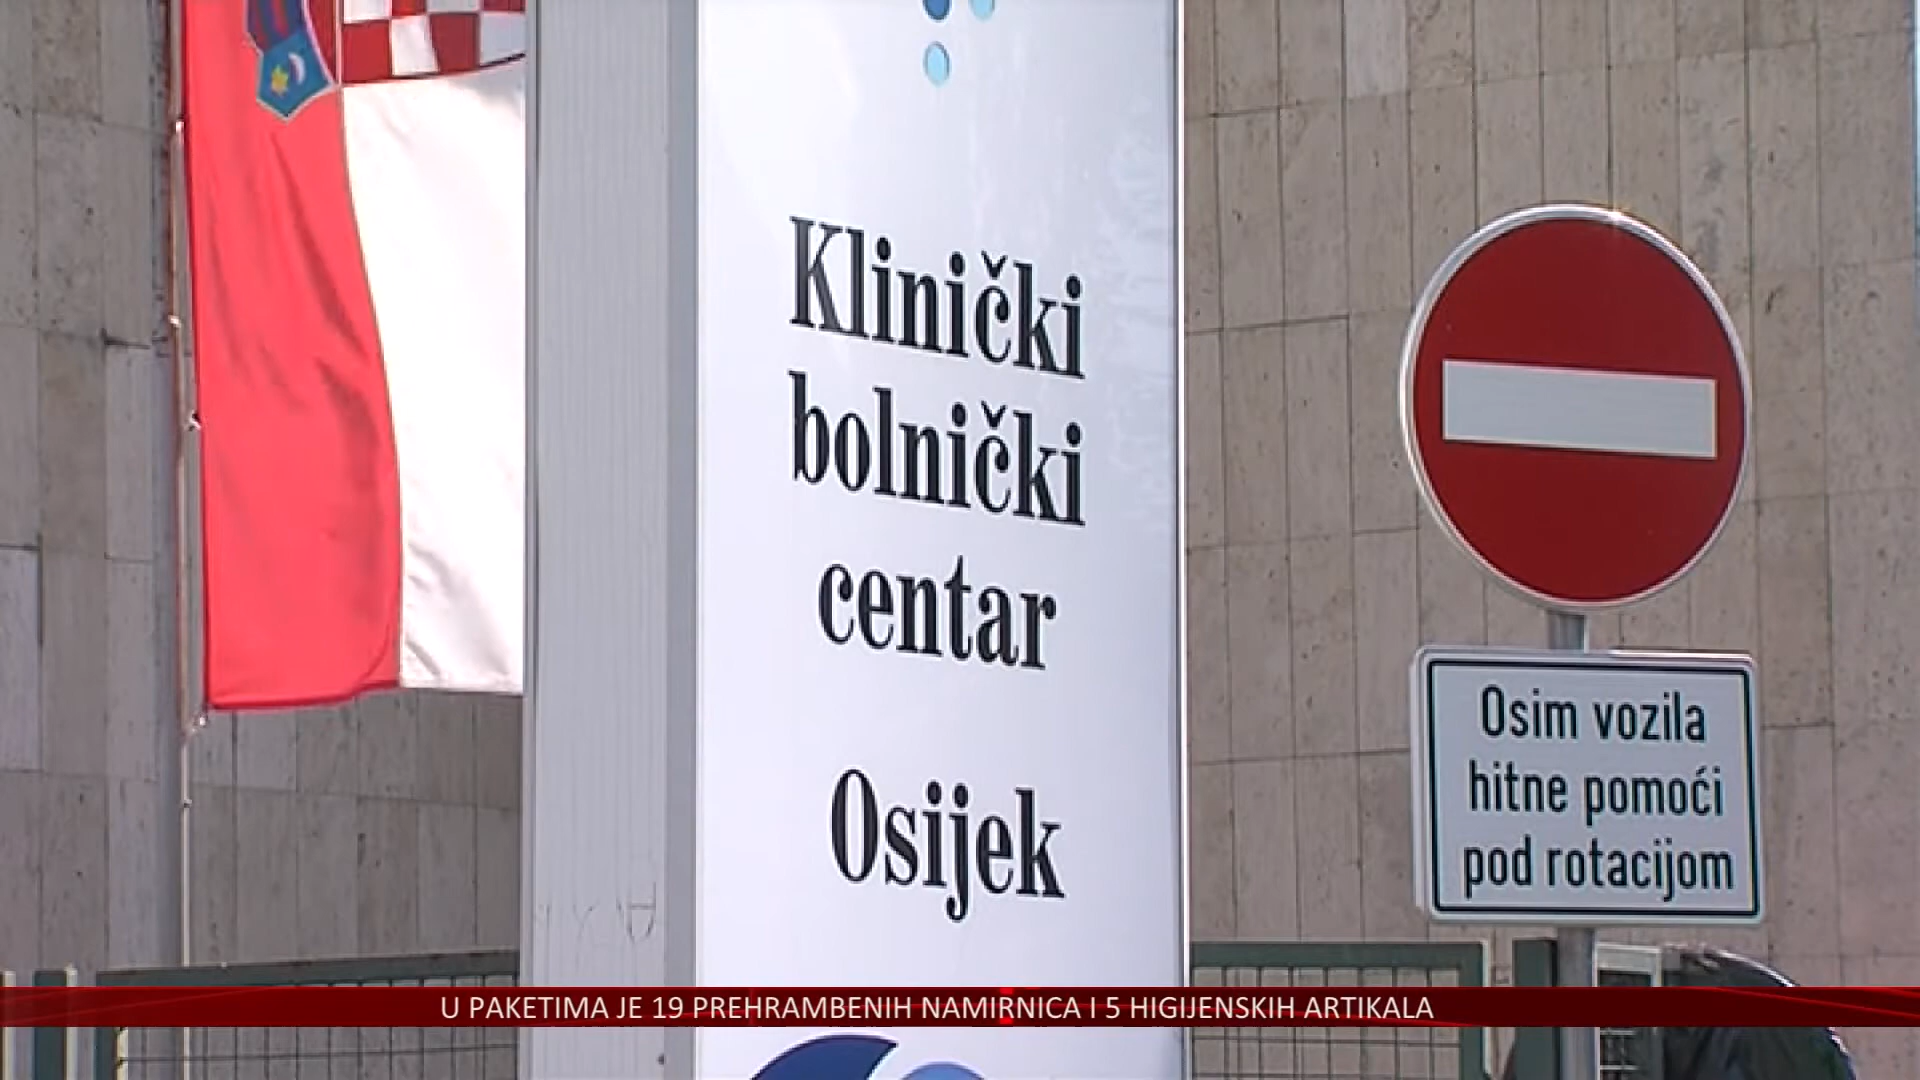 Klinički
bolnički
centar
Osijek
Osim vozila
hitne pomoći
pod rotacijom
U PAKETIMA JE 19 PREHRAMBENIH NAMIRNICA I 5 HIGIJENSKIH ARTIKALA